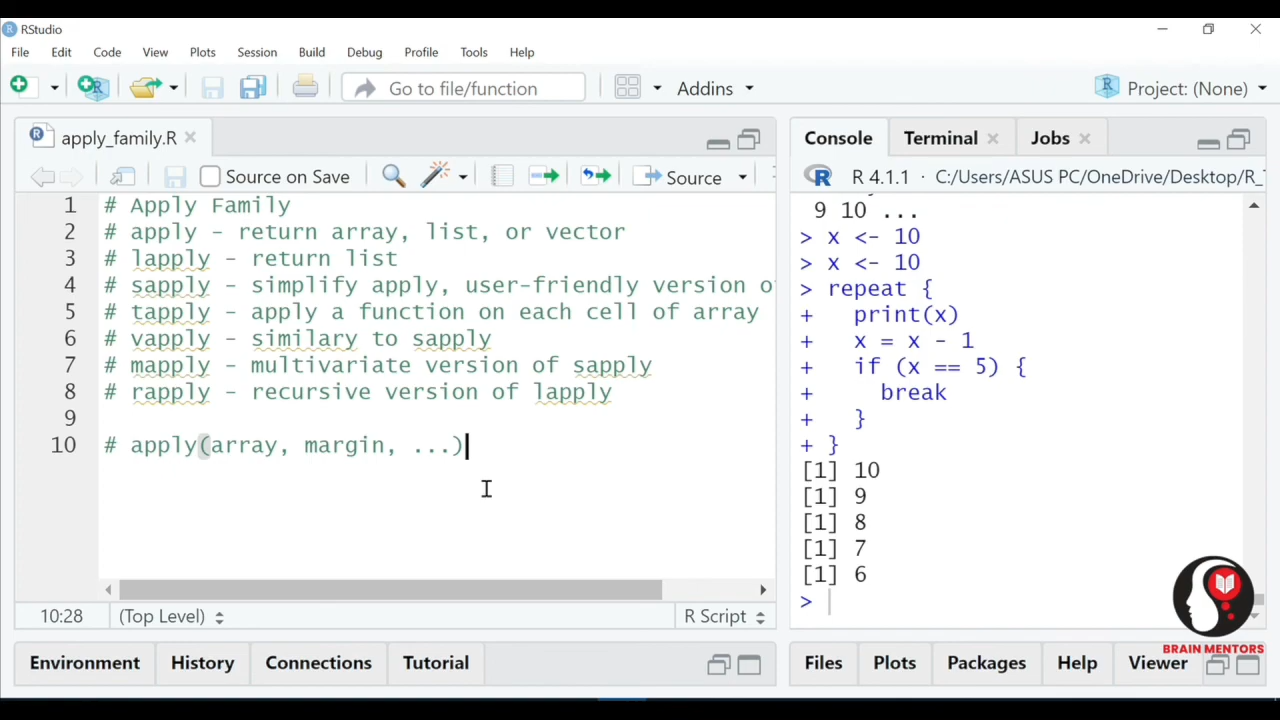 RStudio
File Edit Code View Plots Session Build Debug Profile Tools Help
Go to file/function Addins Project: (None)
apply_family.R
Source on Save Source
1 # Apply Family
2 # apply - return array, list, or vector
3 # lapply - return list
4 # sapply - simplify apply, user-friendly version
5 # tapply - apply a function on each cell of array
6 # vapply - similary to sapply
7 # mapply - multivariate version of sapply
8 # rapply - recursive version of lapply
9
10 # apply(array, margin, ...)
10:28 (Top Level) R Script
Environment History Connections Tutorial
Console Terminal Jobs
R 4.1.1 · C:/Users/ASUS PC/OneDrive/Desktop/
9 10 ...
> x <- 10
> x <- 10
> repeat {
+ print(x)
+ x = x - 1
+ if (x == 5) {
+ break
+ }
+ }
[1] 10
[1] 9
[1] 8
[1] 7
[1] 6
>
BRAIN MENTORS
Files Plots Packages Help Viewer